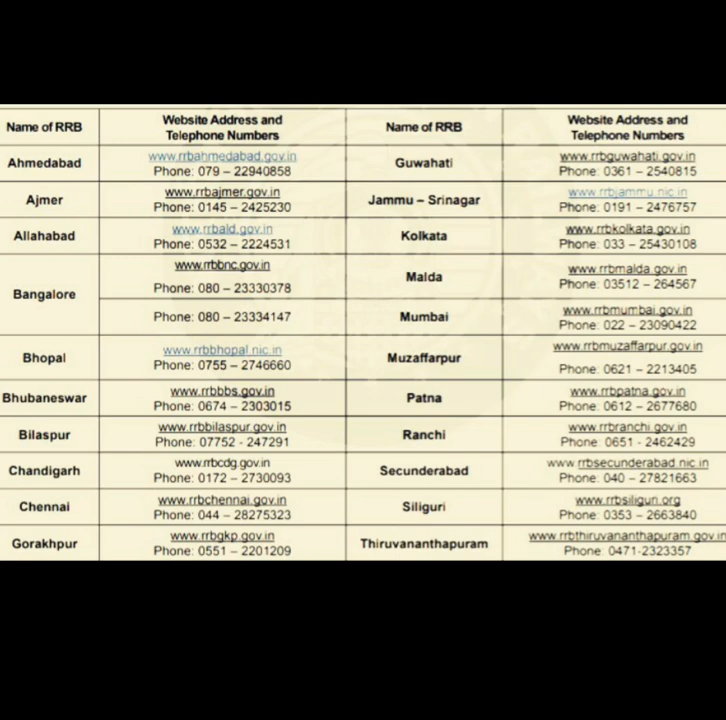 Name of RRB
Website Address and
Telephone Numbers
Name of RRB
Website Address and
Telephone Numbers
Ahmedabad
www.rrbahmedabad.gov.in
Phone: 079 – 22940858
Guwahati
www.rrbguwahati.gov.in
Phone: 0361 – 2540815
Ajmer
www.rrbajmer.gov.in
Phone: 0145 – 2425230
Jammu – Srinagar
www.rrbjammu.nic.in
Phone: 0191 – 2476757
Allahabad
www.rrbald.gov.in
Phone: 0532 – 2224531
Kolkata
www.rrbkolkata.gov.in
Phone: 033 – 25430108
Bangalore
www.rrbbnc.gov.in
Phone: 080 – 23330378
Phone: 080 – 23334147
Malda
www.rrbmalda.gov.in
Phone: 03512 – 264567
Mumbai
www.rrbmumbai.gov.in
Phone: 022 – 23090422
Bhopal
www.rrbbhopal.nic.in
Phone: 0755 – 2746660
Muzaffarpur
www.rrbmuzaffarpur.gov.in
Phone: 0621 – 2213405
Bhubaneswar
www.rrbbbs.gov.in
Phone: 0674 – 2303015
Patna
www.rrbpatna.gov.in
Phone: 0612 – 2677680
Bilaspur
www.rrbbilaspur.gov.in
Phone: 07752 - 247291
Ranchi
www.rrbranchi.gov.in
Phone: 0651 - 2462429
Chandigarh
www.rrbcdg.gov.in
Phone: 0172 – 2730093
Secunderabad
www.rrbsecunderabad.nic.in
Phone: 040 – 27821663
Chennai
www.rrbchennai.gov.in
Phone: 044 – 28275323
Siliguri
www.rrbsiliguri.org
Phone: 0353 – 2663840
Gorakhpur
www.rrbgkp.gov.in
Phone: 0551 – 2201209
Thiruvananthapuram
www.rrbthiruvananthapuram.gov.in
Phone: 0471-2323357